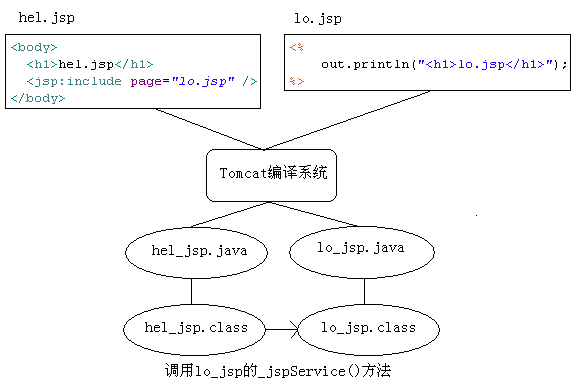 hel.jsp
lo.jsp
<body>
<h1>hel.jsp</h1>
<jsp:include page="lo.jsp" />
</body>
<%
out.println("<h1>lo.jsp</h1>");
%>
Tomcat编译系统
hel_jsp.java
lo_jsp.java
hel_jsp.class
lo_jsp.class
调用lo_jsp的_jspService()方法